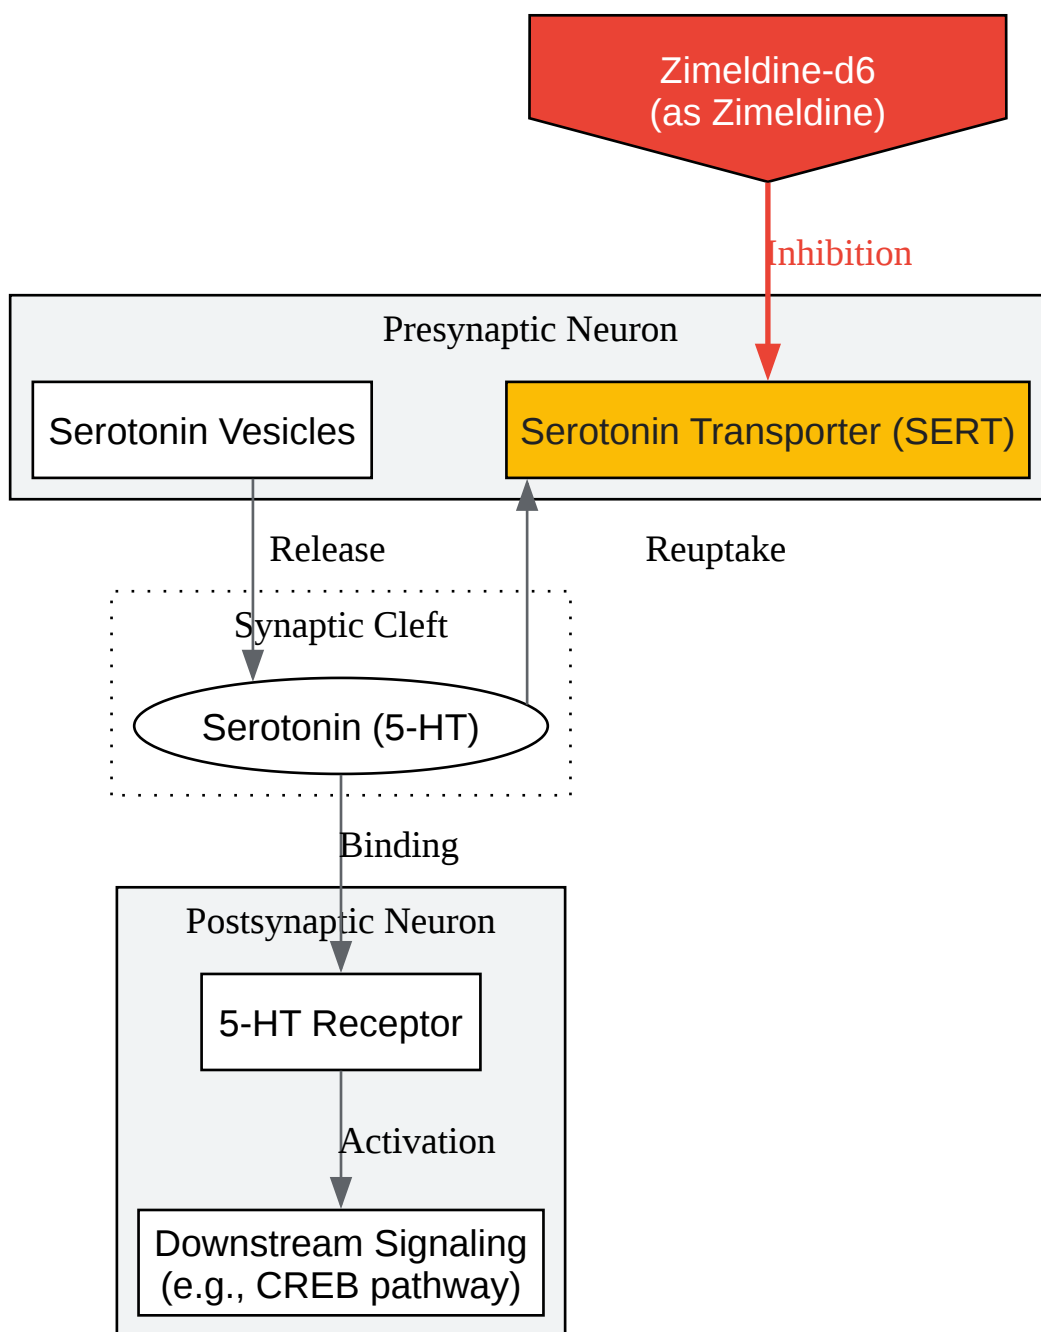 Zimeldine-d6
(as Zimeldine)
Inhibition
Presynaptic Neuron
Serotonin Vesicles
Serotonin Transporter (SERT)
Release
Reuptake
Synaptic Cleft
Serotonin (5-HT)
Binding
Postsynaptic Neuron
5-HT Receptor
Activation
Downstream Signaling
(e.g., CREB pathway)